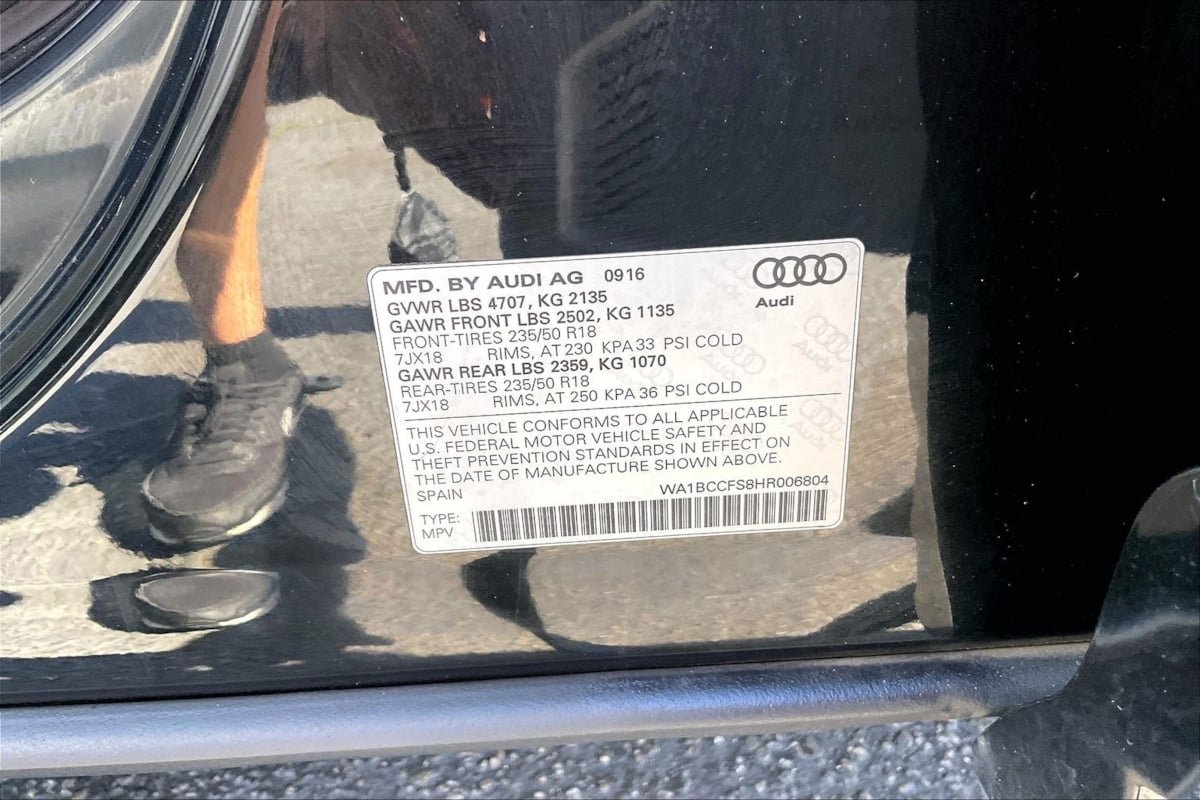 MFD. BY AUDI AG 0916
Audi
GVWR LBS 4707, KG 2135
GAWR FRONT LBS 2502, KG 1135
FRONT-TIRES 235/50 R18
7JX18 RIMS, AT 230 KPA 33 PSI COLD
GAWR REAR LBS 2359, KG 1070
REAR-TIRES 235/50 R18
7JX18 RIMS, AT 250 KPA 36 PSI COLD
THIS VEHICLE CONFORMS TO ALL APPLICABLE
U.S. FEDERAL MOTOR VEHICLE SAFETY AND
THEFT PREVENTION STANDARDS IN EFFECT ON
THE DATE OF MANUFACTURE SHOWN ABOVE.
SPAIN WA1BCCFS8HR006804
TYPE:
MPV